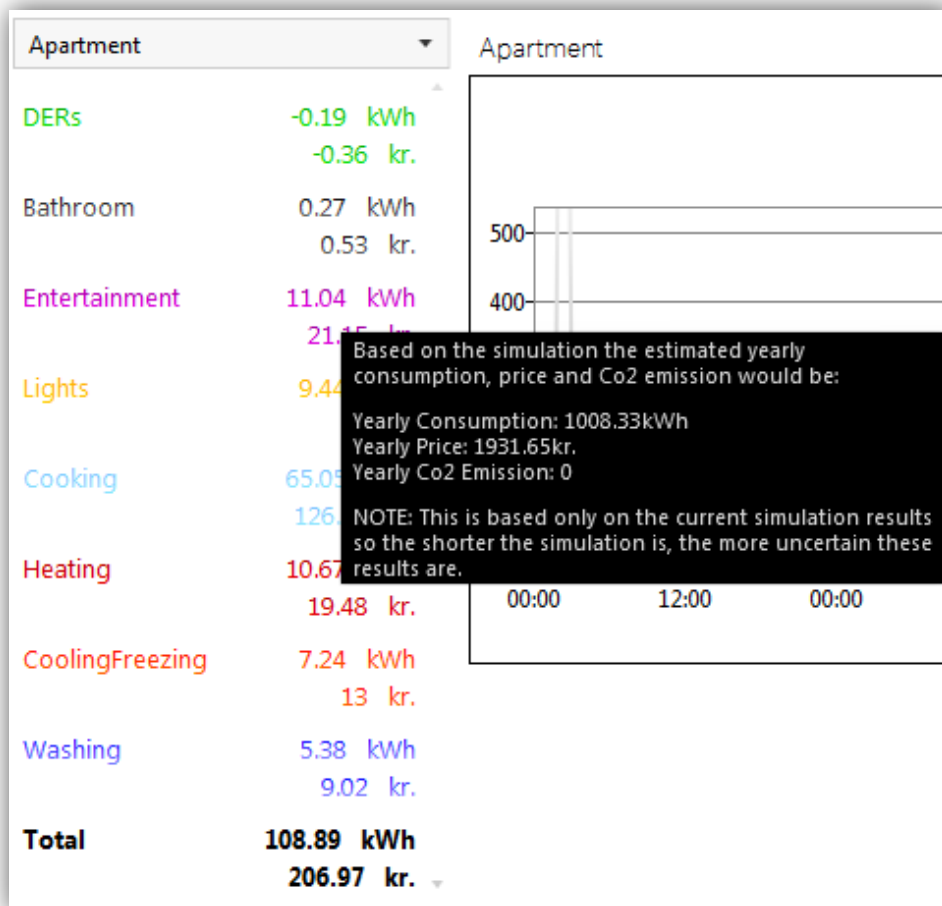 Apartment
Apartment
DERs -0.19 kWh
-0.36 kr.
Bathroom 0.27 kWh
0.53 kr.
Entertainment 11.04 kWh
Lights
Cooking
Heating
19.48 kr.
CoolingFreezing 7.24 kWh
13 kr.
Washing 5.38 kWh
9.02 kr.
Total 108.89 kWh
206.97 kr.
500
400
Based on the simulation the estimated yearly
consumption, price and Co2 emission would be:
Yearly Consumption: 1008.33kWh
Yearly Price: 1931.65kr.
Yearly Co2 Emission: 0
NOTE: This is based only on the current simulation results
so the shorter the simulation is, the more uncertain these
results are.
00:00 12:00 00:00